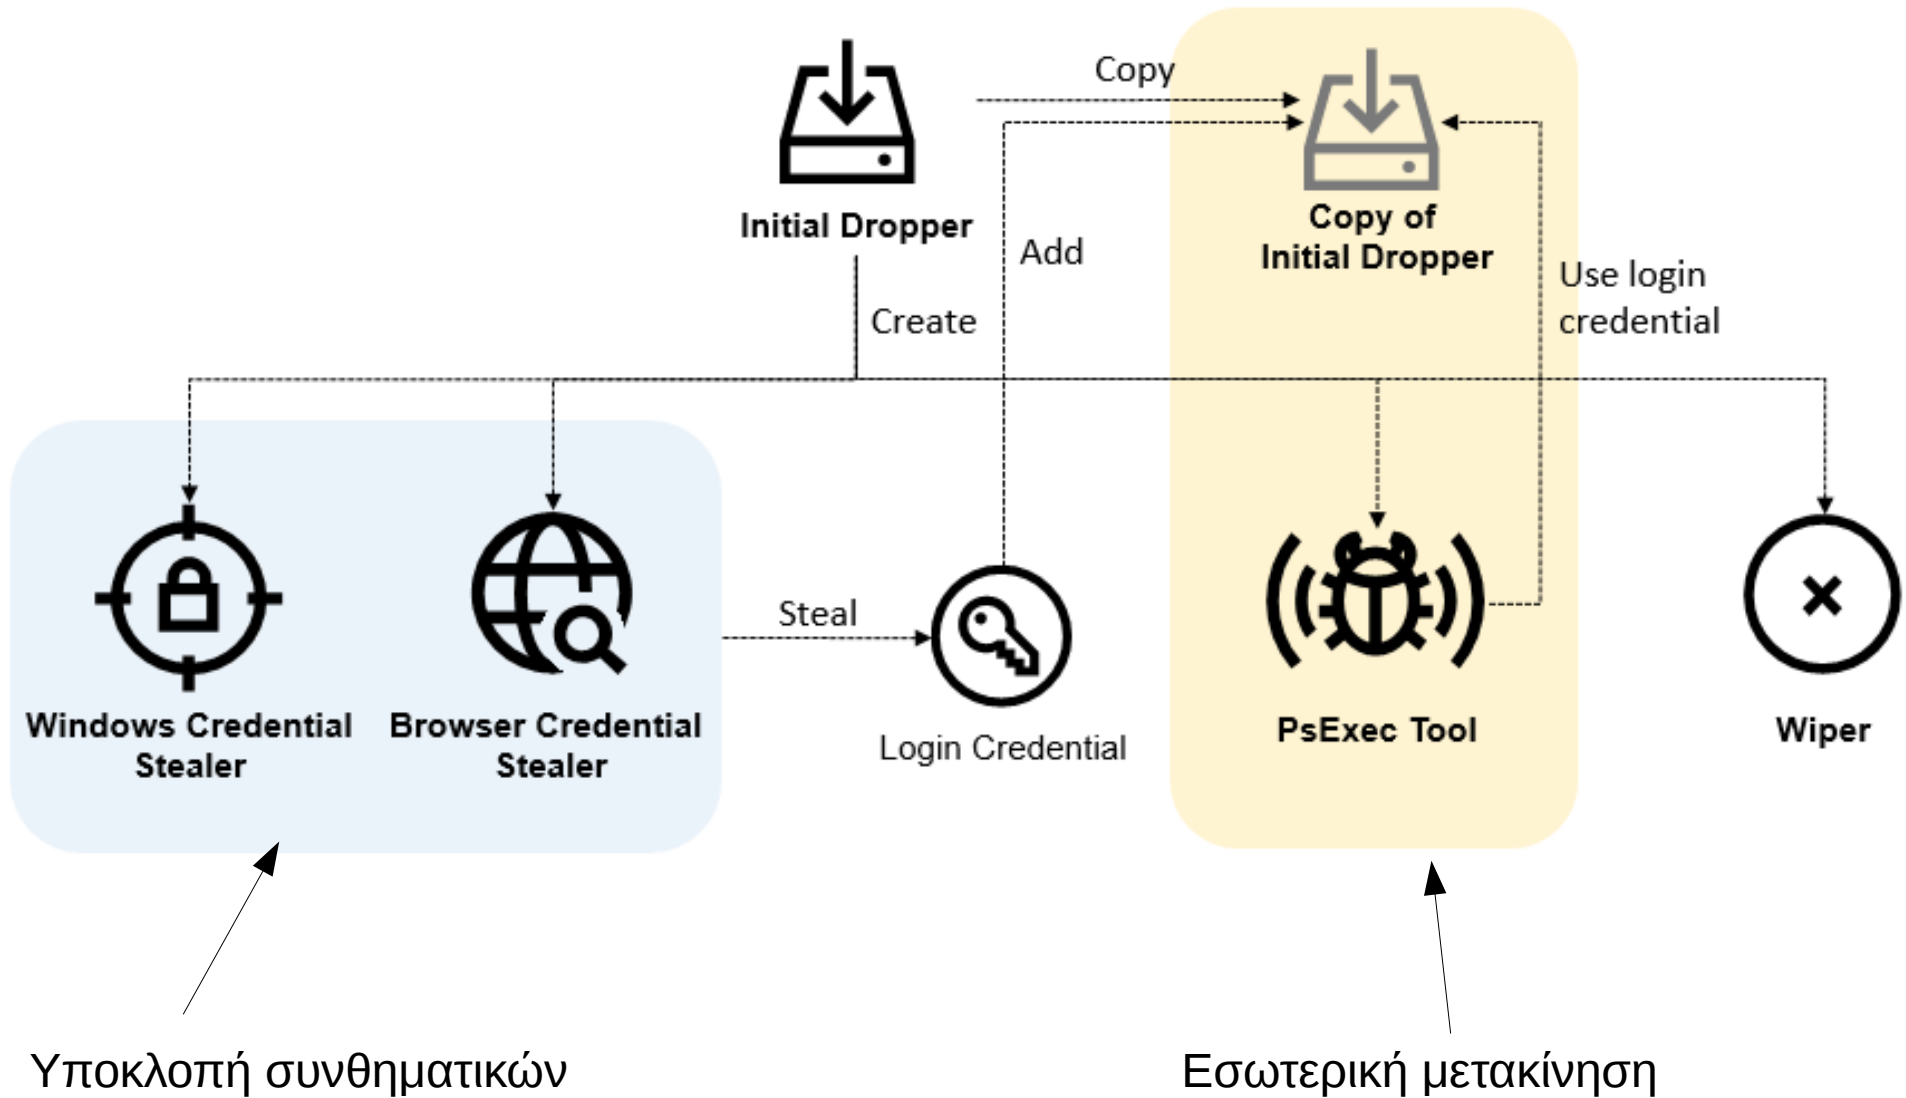 Copy
Initial Dropper
Copy of
Initial Dropper
Add
Use login
credential
Create
Steal
Windows Credential
Stealer
Browser Credential
Stealer
Login Credential
PsExec Tool
Wiper
Υποκλοπή συνθηματικών
Εσωτερική μετακίνηση